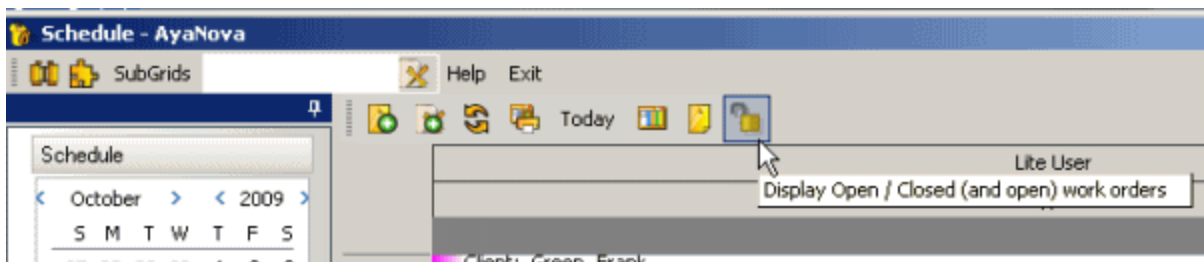 Schedule - AyaNova
SubGrids Help Exit
Today
Schedule
October 2009
Lite User
Display Open / Closed (and open) work orders
S M T W T F S
Client: Green, Frank